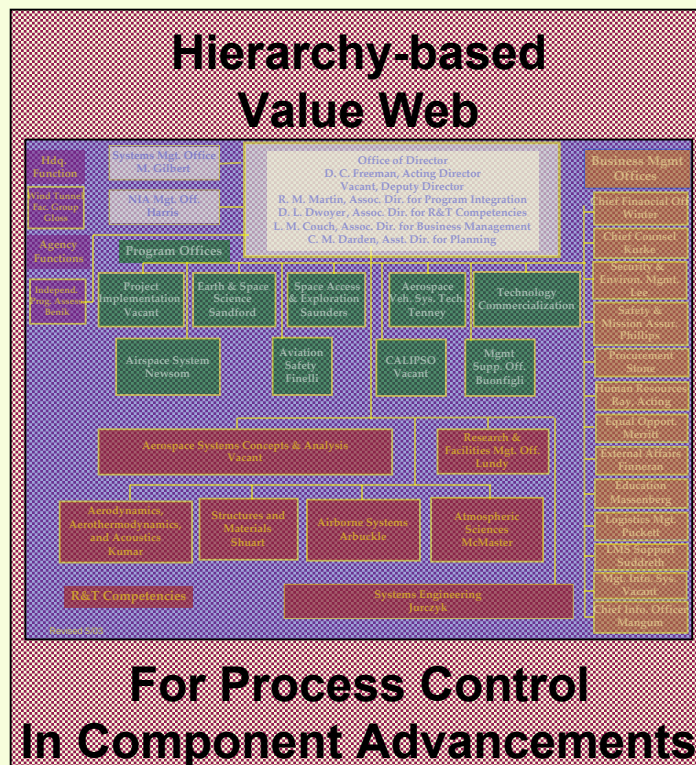 Hierarchy-based
Value Web
Hdq.
Function
Wind Tunnel
Fac. Group
Gloss
Agency
Functions
Independ.
Prog. Assess
Benik
Systems Mgt. Office
M. Gilbert
NIA Mgt. Off.
Harris
Office of Director
D. C. Freeman, Acting Director
Vacant, Deputy Director
R. M. Martin, Assoc. Dir. for Program Integration
D. L. Dwoyer, Assoc. Dir. for R&T Competencies
L. M. Couch, Assoc. Dir. for Business Management
C. M. Darden, Asst. Dir. for Planning
Business Mgmt
Offices
Chief Financial Off
Winter
Chief Counsel
Kurke
Security &
Environ. Mgmt.
Lee
Safety &
Mission Assur.
Phillips
Procurement
Stone
Human Resources
Ray, Acting
Equal Opport.
Merritt
External Affairs
Finneran
Education
Massenberg
Logistics Mgt.
Puckett
LMS Support
Suddreth
Mgt. Info. Sys.
Vacant
Chief Info. Officer
Mangum
Program Offices
Project
Implementation
Vacant
Earth & Space
Science
Sandford
Space Access
& Exploration
Saunders
Aerospace
Veh. Sys. Tech.
Tenney
Technology
Commercialization
Airspace System
Newsom
Aviation
Safety
Finelli
CALIPSO
Vacant
Mgmt
Supp. Off.
Buonfigli
Aerospace Systems Concepts & Analysis
Vacant
Research &
Facilities Mgt. Off.
Lundy
Aerodynamics,
Aerothermodynamics,
and Acoustics
Kumar
Structures and
Materials
Shuart
Airborne Systems
Arbuckle
Atmospheric
Sciences
McMaster
R&T Competencies
Systems Engineering
Jurczyk
For Process Control
In Component Advancements